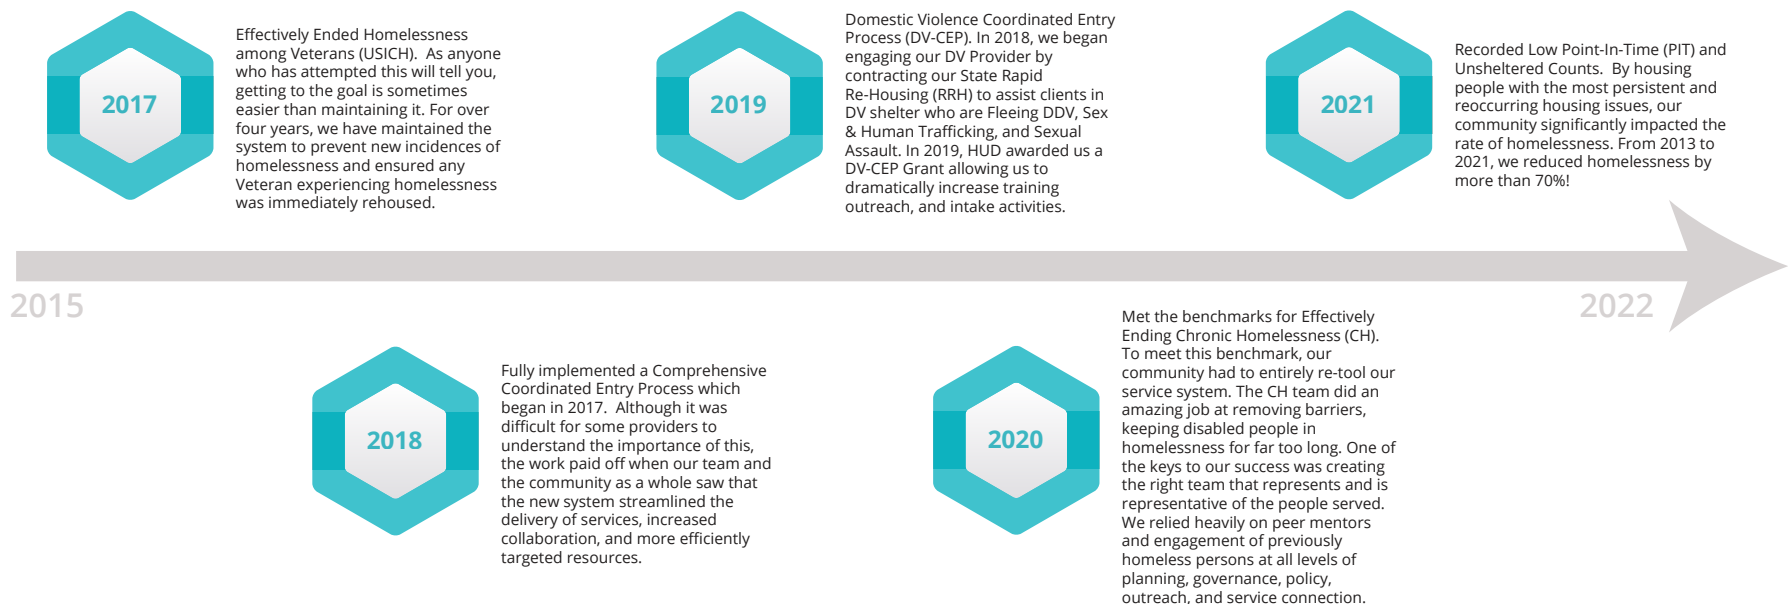 2017
Effectively Ended Homelessness
among Veterans (USICH).  As anyone
who has attempted this will tell you,
getting to the goal is sometimes
easier than maintaining it. For over
four years, we have maintained the
system to prevent new incidences of
homelessness and ensured any
Veteran experiencing homelessness
was immediately rehoused.
2019
Domestic Violence Coordinated Entry
Process (DV-CEP). In 2018, we began
engaging our DV Provider by
contracting our State Rapid
Re-Housing (RRH) to assist clients in
DV shelter who are Fleeing DDV, Sex
& Human Trafficking, and Sexual
Assault. In 2019, HUD awarded us a
DV-CEP Grant allowing us to
dramatically increase training
outreach, and intake activities.
2021
Recorded Low Point-In-Time (PIT) and
Unsheltered Counts.  By housing
people with the most persistent and
reoccurring housing issues, our
community significantly impacted the
rate of homelessness. From 2013 to
2021, we reduced homelessness by
more than 70%!
2015
2022
2018
Fully implemented a Comprehensive
Coordinated Entry Process which
began in 2017.  Although it was
difficult for some providers to
understand the importance of this,
the work paid off when our team and
the community as a whole saw that
the new system streamlined the
delivery of services, increased
collaboration, and more efficiently
targeted resources.
2020
Met the benchmarks for Effectively
Ending Chronic Homelessness (CH).
To meet this benchmark, our
community had to entirely re-tool our
service system. The CH team did an
amazing job at removing barriers,
keeping disabled people in
homelessness for far too long. One of
the keys to our success was creating
the right team that represents and is
representative of the people served.
We relied heavily on peer mentors
and engagement of previously
homeless persons at all levels of
planning, governance, policy,
outreach, and service connection.